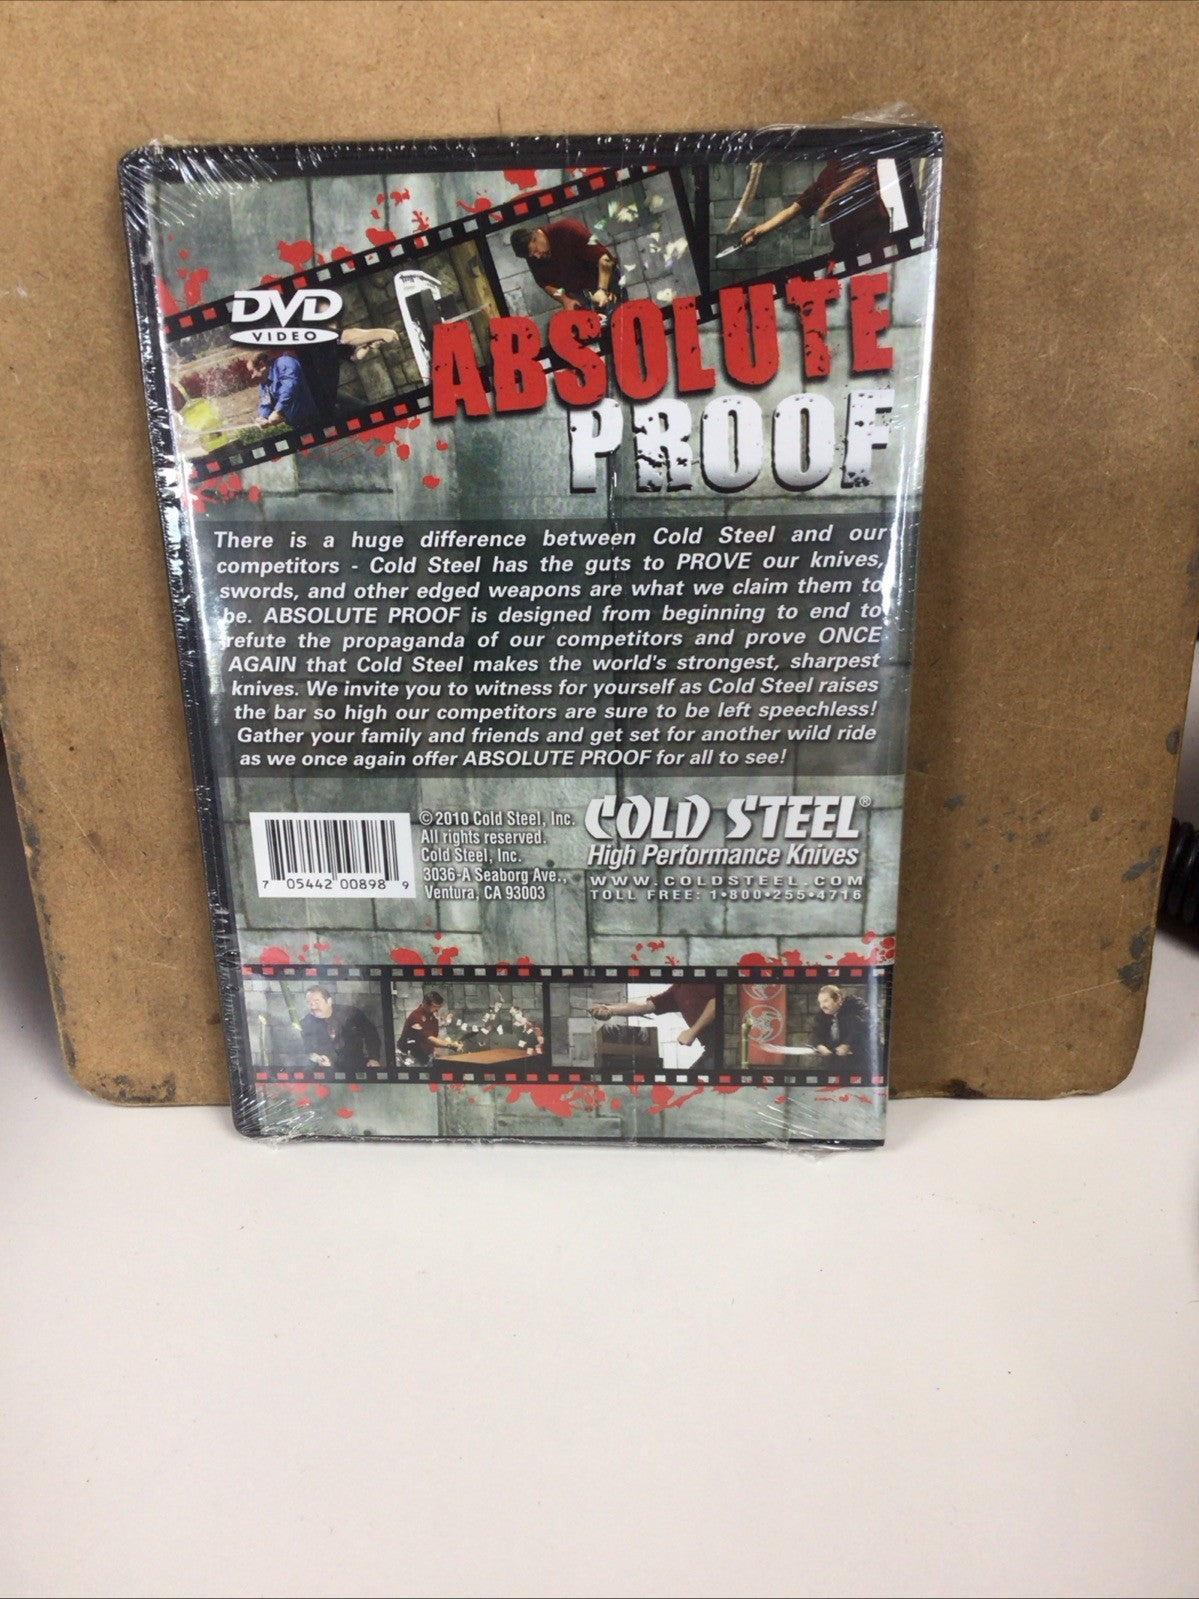 DVD
VIDEO
ABSOLUTE
PROOF
There is a huge difference between Cold Steel and our
competitors - Cold Steel has the guts to PROVE our knives,
swords, and other edged weapons are what we claim them to
be. ABSOLUTE PROOF is designed from beginning to end to
refute the propaganda of our competitors and prove ONCE
AGAIN that Cold Steel makes the world's strongest, sharpest
knives. We invite you to witness for yourself as Cold Steel raises
the bar so high our competitors are sure to be left speechless!
Gather your family and friends and get set for another wild ride
as we once again offer ABSOLUTE PROOF for all to see!
7 05442 00898 9
©2010 Cold Steel, Inc.
All rights reserved.
Cold Steel, Inc.
3036-A Seaborg Ave.,
Ventura, CA 93003
COLD STEEL®
High Performance Knives
WWW.COLDSTEEL.COM
TOLL FREE: 1•800•255•4716